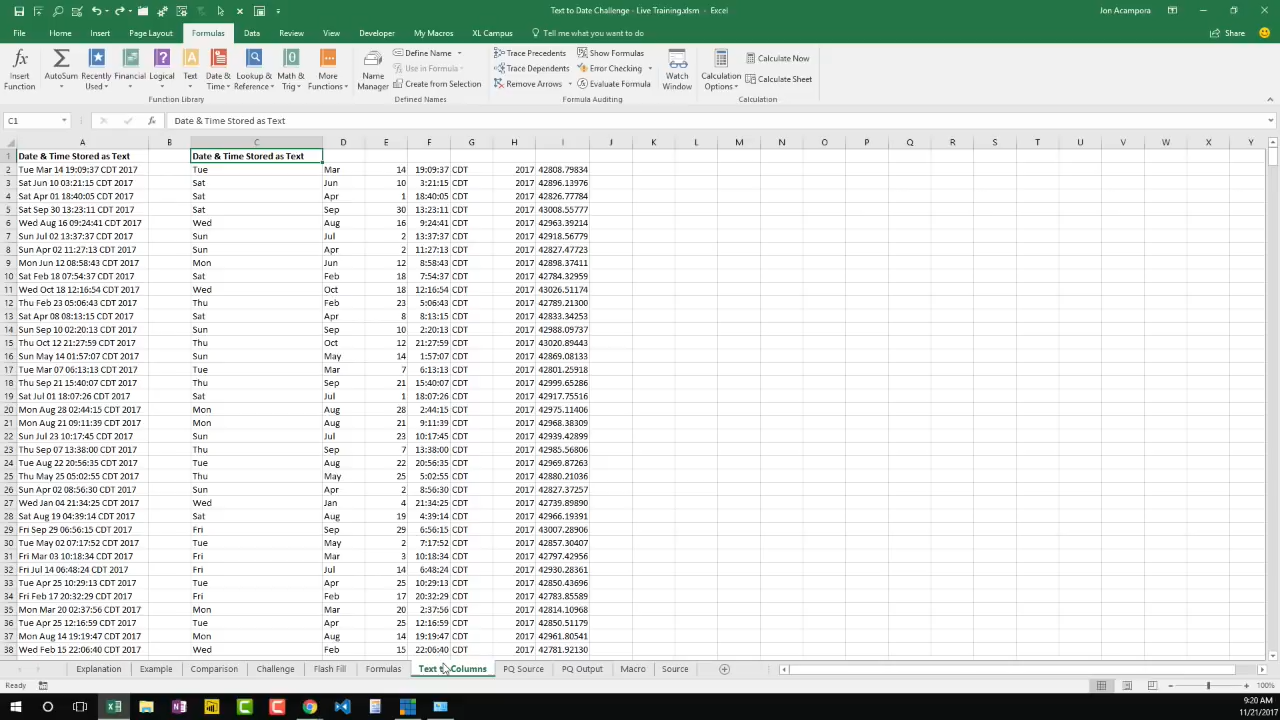 Text to Date Challenge - Live Training.xlsm - Excel
Jon Acampora
File Home Insert Page Layout Formulas Data Review View Developer My Macros XL Campus Tell me what you want to do Share
Insert Function
AutoSum
Recently Used
Financial
Logical
Text
Date & Time
Lookup & Reference
Math & Trig
More Functions
Function Library
Name Manager
Define Name
Use in Formula
Create from Selection
Defined Names
Trace Precedents
Trace Dependents
Remove Arrows
Show Formulas
Error Checking
Evaluate Formula
Formula Auditing
Watch Window
Calculation Options
Calculate Now
Calculate Sheet
Calculation
C1 fx Date & Time Stored as Text
A B C D E F G H I J K L M N O P Q R S T U V W X Y
1 Date & Time Stored as Text Date & Time Stored as Text
2 Tue Mar 14 19:09:37 CDT 2017 Tue Mar 14 19:09:37 CDT 2017 42808.79834
3 Sat Jun 10 03:21:15 CDT 2017 Sat Jun 10 3:21:15 CDT 2017 42896.13976
4 Sat Apr 01 18:40:05 CDT 2017 Sat Apr 1 18:40:05 CDT 2017 42826.77784
5 Sat Sep 30 13:23:11 CDT 2017 Sat Sep 30 13:23:11 CDT 2017 43008.55777
6 Wed Aug 16 09:24:41 CDT 2017 Wed Aug 16 9:24:41 CDT 2017 42963.39214
7 Sun Jul 02 13:37:37 CDT 2017 Sun Jul 2 13:37:37 CDT 2017 42918.56779
8 Sun Apr 02 11:27:13 CDT 2017 Sun Apr 2 11:27:13 CDT 2017 42827.47723
9 Mon Jun 12 08:58:43 CDT 2017 Mon Jun 12 8:58:43 CDT 2017 42898.37411
10 Sat Feb 18 07:54:37 CDT 2017 Sat Feb 18 7:54:37 CDT 2017 42784.32959
11 Wed Oct 18 12:16:54 CDT 2017 Wed Oct 18 12:16:54 CDT 2017 43026.51174
12 Thu Feb 23 05:06:43 CDT 2017 Thu Feb 23 5:06:43 CDT 2017 42789.21300
13 Sat Apr 08 08:13:15 CDT 2017 Sat Apr 8 8:13:15 CDT 2017 42833.34253
14 Sun Sep 10 02:20:13 CDT 2017 Sun Sep 10 2:20:13 CDT 2017 42988.09737
15 Thu Oct 12 21:27:59 CDT 2017 Thu Oct 12 21:27:59 CDT 2017 43020.89443
16 Sun May 14 01:57:07 CDT 2017 Sun May 14 1:57:07 CDT 2017 42869.08133
17 Tue Mar 07 06:13:13 CDT 2017 Tue Mar 7 6:13:13 CDT 2017 42801.25918
18 Thu Sep 21 15:40:07 CDT 2017 Thu Sep 21 15:40:07 CDT 2017 42999.65286
19 Sat Jul 01 18:07:26 CDT 2017 Sat Jul 1 18:07:26 CDT 2017 42917.75516
20 Mon Aug 28 02:44:15 CDT 2017 Mon Aug 28 2:44:15 CDT 2017 42975.11406
21 Mon Aug 21 09:11:39 CDT 2017 Mon Aug 21 9:11:39 CDT 2017 42968.38309
22 Sun Jul 23 10:17:45 CDT 2017 Sun Jul 23 10:17:45 CDT 2017 42939.42899
23 Thu Sep 07 13:38:00 CDT 2017 Thu Sep 7 13:38:00 CDT 2017 42985.56806
24 Tue Aug 22 20:56:35 CDT 2017 Tue Aug 22 20:56:35 CDT 2017 42969.87263
25 Thu May 25 05:02:55 CDT 2017 Thu May 25 5:02:55 CDT 2017 42880.21036
26 Sun Apr 02 08:56:30 CDT 2017 Sun Apr 2 8:56:30 CDT 2017 42827.37257
27 Wed Jan 04 21:34:25 CDT 2017 Wed Jan 4 21:34:25 CDT 2017 42739.89890
28 Sat Aug 19 04:39:14 CDT 2017 Sat Aug 19 4:39:14 CDT 2017 42966.19391
29 Fri Sep 29 06:56:15 CDT 2017 Fri Sep 29 6:56:15 CDT 2017 43007.28906
30 Tue May 02 07:17:52 CDT 2017 Tue May 2 7:17:52 CDT 2017 42857.30407
31 Fri Mar 03 10:18:34 CDT 2017 Fri Mar 3 10:18:34 CDT 2017 42797.42956
32 Fri Jul 14 06:48:24 CDT 2017 Fri Jul 14 6:48:24 CDT 2017 42930.28361
33 Tue Apr 25 10:29:13 CDT 2017 Tue Apr 25 10:29:13 CDT 2017 42850.43696
34 Fri Feb 17 20:32:29 CDT 2017 Fri Feb 17 20:32:29 CDT 2017 42783.85589
35 Mon Mar 20 02:37:56 CDT 2017 Mon Mar 20 2:37:56 CDT 2017 42814.10968
36 Tue Apr 25 12:16:59 CDT 2017 Tue Apr 25 12:16:59 CDT 2017 42850.51179
37 Mon Aug 14 19:19:47 CDT 2017 Mon Aug 14 19:19:47 CDT 2017 42961.80541
38 Wed Feb 15 22:06:40 CDT 2017 Wed Feb 15 22:06:40 CDT 2017 42781.92130
Explanation Example Comparison Challenge Flash Fill Formulas Text to Columns PQ Source PQ Output Macro Source
Ready 100%
9:20 AM
11/21/2017